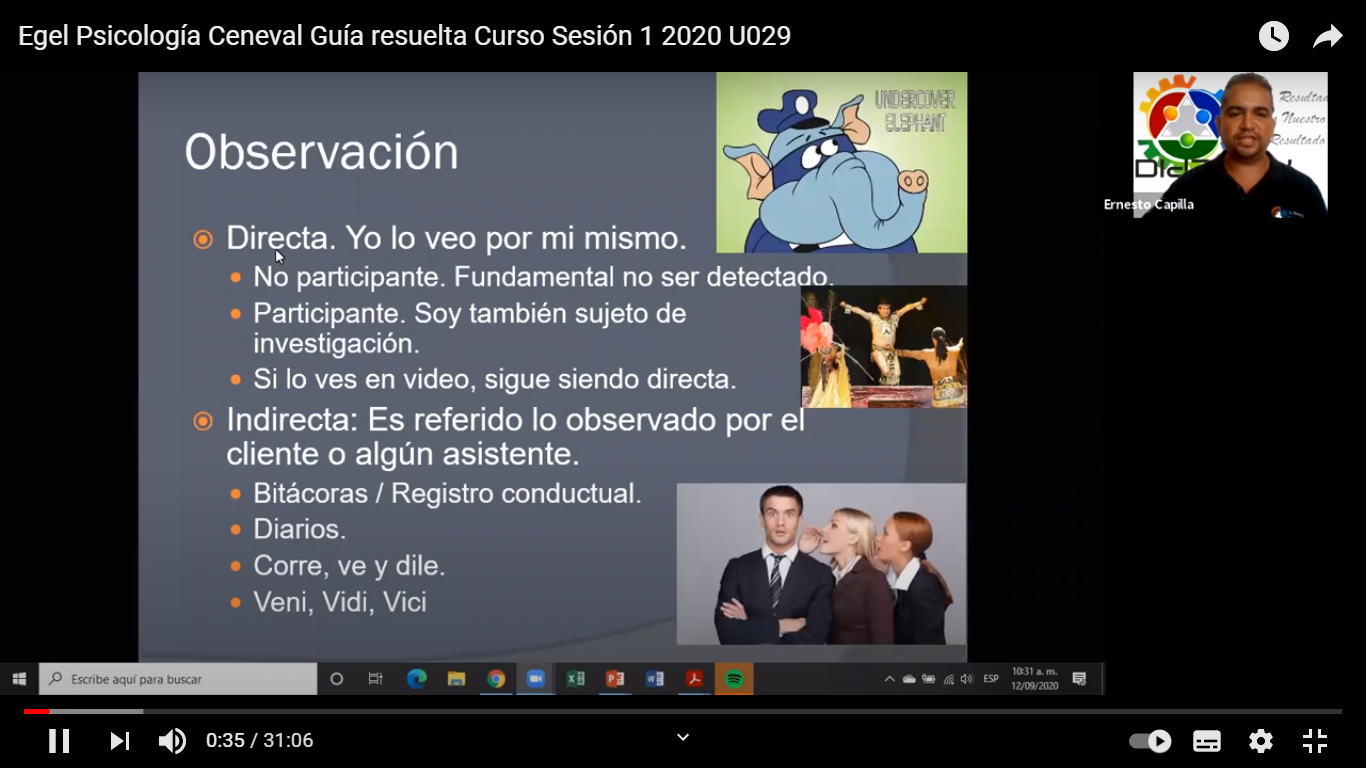 Egel Psicología Ceneval Guía resuelta Curso Sesión 1 2020 U029
UNDERCOVER
ELEPHANT
Observación
Directa. Yo lo veo por mi mismo.
No participante. Fundamental no ser detectado.
Participante. Soy también sujeto de
investigación.
Si lo ves en video, sigue siendo directa.
Indirecta: Es referido lo observado por el
cliente o algún asistente.
Bitácoras / Registro conductual.
Diarios.
Corre, ve y dile.
Veni, Vidi, Vici
Nuestro
Resultado
Ernesto Capilla
Escribe aquí para buscar
ESP
10:31 a. m.
12/09/2020
0:35 / 31:06